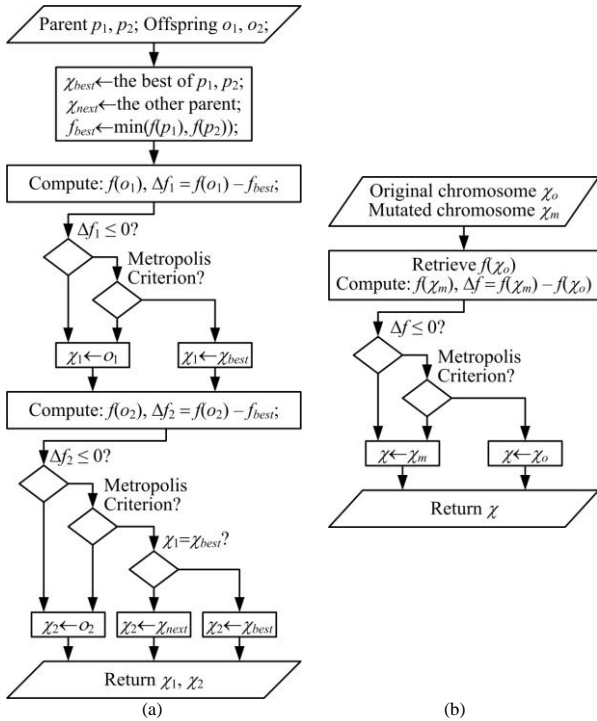 Parent p₁, p₂; Offspring o₁, o₂;
χbest←the best of p₁, p₂;
χnext←the other parent;
fbest←min(f(p₁), f(p₂));
Compute: f(o₁), Δf₁ = f(o₁) – fbest;
Δf₁ ≤ 0?
Metropolis
Criterion?
χ₁←o₁
χ₁←χbest
Compute: f(o₂), Δf₂ = f(o₂) – fbest;
Δf₂ ≤ 0?
Metropolis
Criterion?
χ₁=χbest?
χ₂←o₂
χ₂←χnext
χ₂←χbest
Return χ₁, χ₂
(a)
Original chromosome χo
Mutated chromosome χm
Retrieve f(χo)
Compute: f(χm), Δf = f(χm) – f(χo)
Δf ≤ 0?
Metropolis
Criterion?
χ←χm
χ←χo
Return χ
(b)